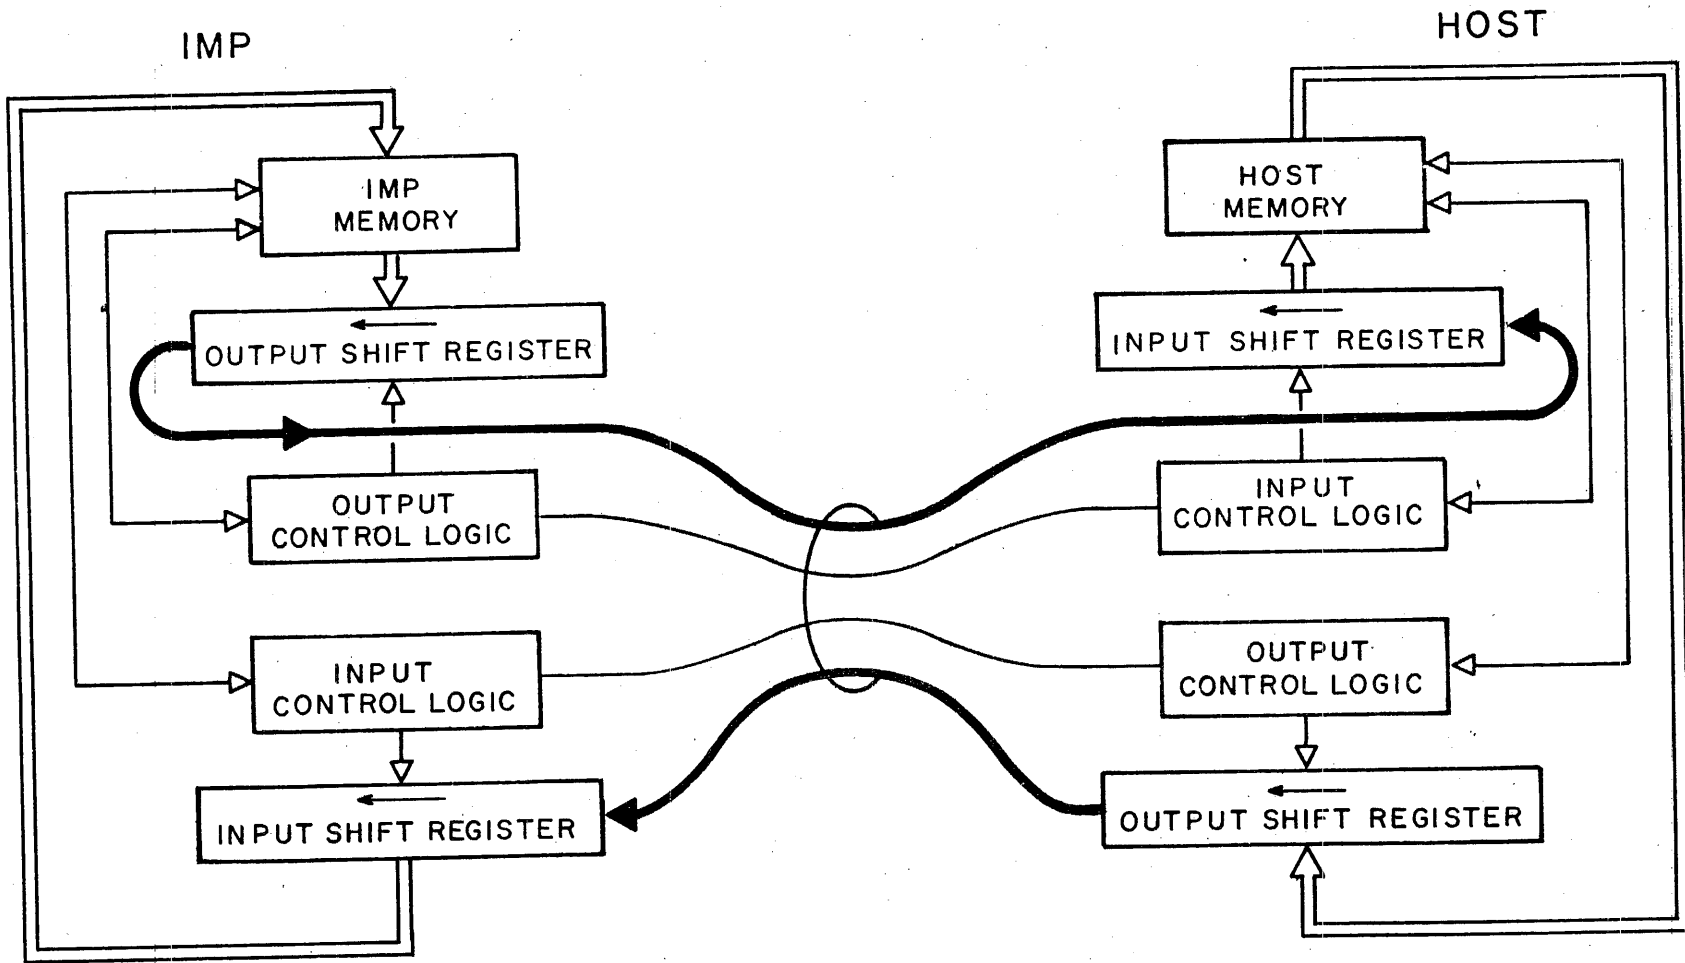 IMP
HOST
IMP
MEMORY
HOST
MEMORY
OUTPUT SHIFT REGISTER
INPUT SHIFT REGISTER
OUTPUT
CONTROL LOGIC
INPUT
CONTROL LOGIC
INPUT
CONTROL LOGIC
OUTPUT
CONTROL LOGIC
INPUT SHIFT REGISTER
OUTPUT SHIFT REGISTER